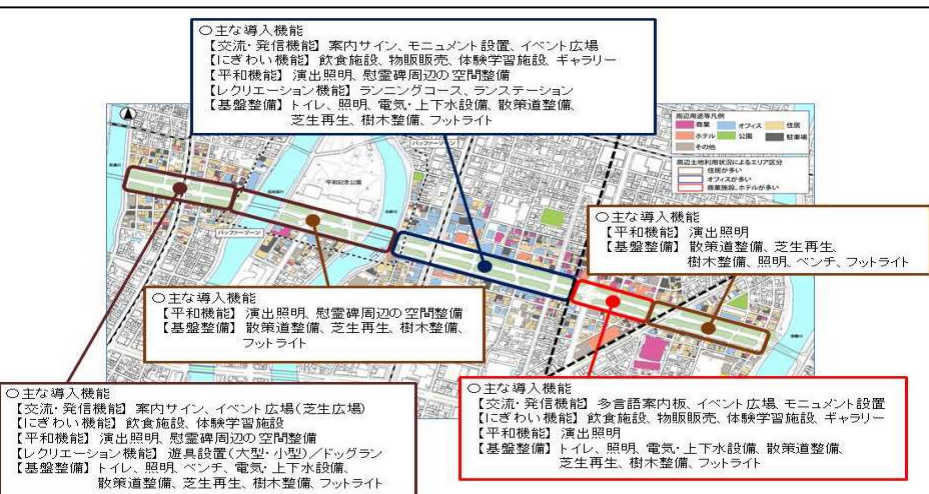 ○主な導入機能
【交流・発信機能】 案内サイン、モニュメント設置、イベント広場
【にぎわい機能】 飲食施設、物販販売、体験学習施設、ギャラリー
【平和機能】 演出照明、慰霊碑周辺の空間整備
【レクリエーション機能】 ランニングコース、ランステーション
【基盤整備】 トイレ、照明、電気・上下水設備、散策道整備、
芝生再生、樹木整備、フットライト
周辺用途等凡例
商業 オフィス 住居
ホテル 公園 駐車場
その他
周辺土地利用状況によるエリア区分
住居が多い
オフィスが多い
商業施設、ホテルが多い
バッファーゾーン
平和記念公園
バッファーゾーン
○主な導入機能
【平和機能】 演出照明
【基盤整備】 散策道整備、芝生再生、
樹木整備、照明、ベンチ、フットライト
○主な導入機能
【平和機能】 演出照明、慰霊碑周辺の空間整備
【基盤整備】 散策道整備、芝生再生、樹木整備、
フットライト
○主な導入機能
【交流・発信機能】 案内サイン、イベント広場(芝生広場)
【にぎわい機能】 飲食施設、体験学習施設
【平和機能】 演出照明、慰霊碑周辺の空間整備
【レクリエーション機能】 遊具設置(大型・小型)/ドッグラン
【基盤整備】 トイレ、照明、ベンチ、電気・上下水設備、
散策道整備、芝生再生、樹木整備、フットライト
○主な導入機能
【交流・発信機能】 多言語案内板、イベント広場、モニュメント設置
【にぎわい機能】 飲食施設、物販販売、体験学習施設、ギャラリー
【平和機能】 演出照明
【基盤整備】 トイレ、照明、電気・上下水設備、散策道整備、
芝生再生、樹木整備、フットライト